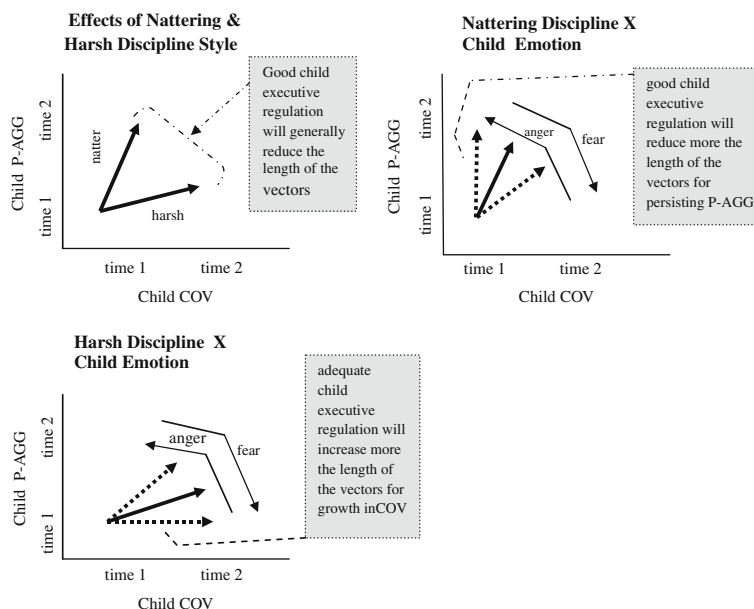 Effects of Nattering &
Harsh Discipline Style
Child P-AGG
time 1
time 2
natter
harsh
Good child
executive
regulation
will generally
reduce the
length of the
vectors
time 1
time 2
Child COV
Nattering Discipline X
Child Emotion
Child P-AGG
time 1
time 2
anger
fear
good child
executive
regulation will
reduce more the
length of the
vectors for
persisting P-AGG
time 1
time 2
Child COV
Harsh Discipline X
Child Emotion
Child P-AGG
time 1
time 2
anger
fear
adequate
child
executive
regulation will
increase more
the length of
the vectors for
growth inCOV
time 1
time 2
Child COV